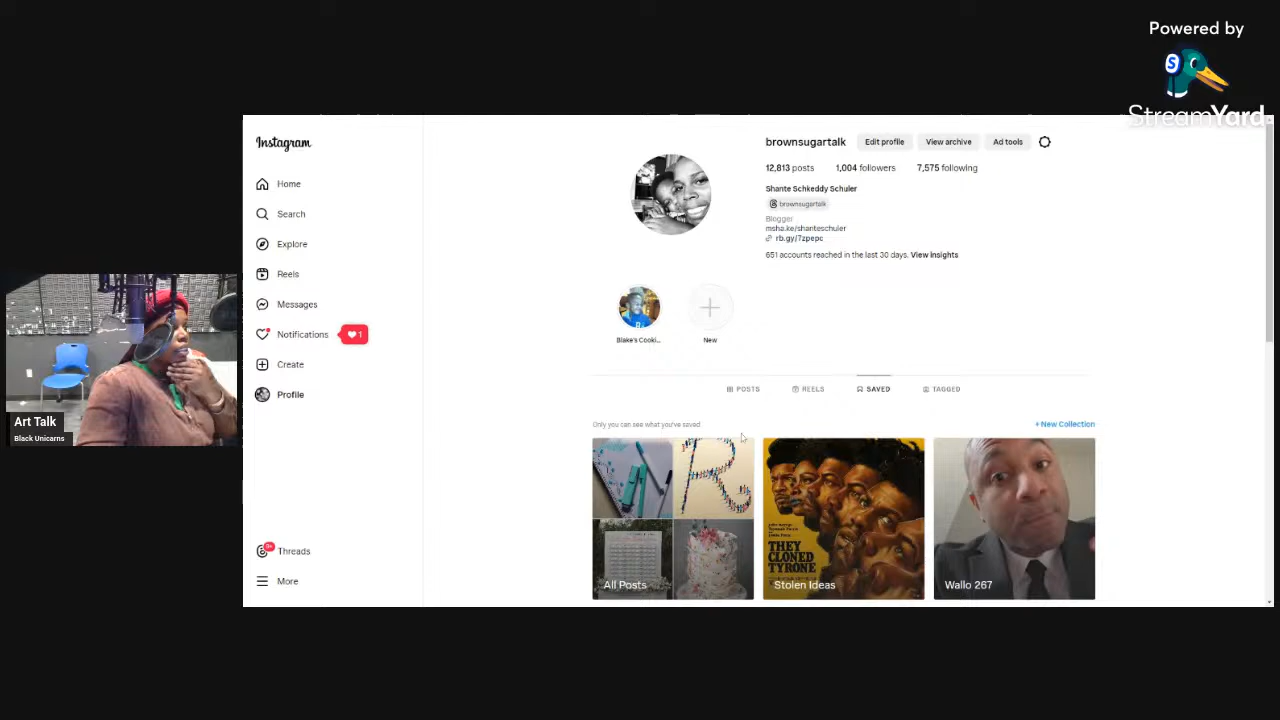 Powered by
StreamYard
Instagram
Home
Search
Explore
Reels
Messages
Notifications
1
Create
Profile
Threads
9+
More
brownsugartalk
Edit profile
View archive
Ad tools
12,813 posts
1,004 followers
7,575 following
Shante Schkeddy Schuler
brownsugartalk
Blogger
msha.ke/shanteschuler
rb.gy/7zpepc
651 accounts reached in the last 30 days. View insights
Blake's Cooki...
New
POSTS
REELS
SAVED
TAGGED
Only you can see what you've saved
+ New Collection
R
All Posts
THEY
CLONED
TYRONE
Stolen Ideas
Wallo 267
Art Talk
Black Unicarns